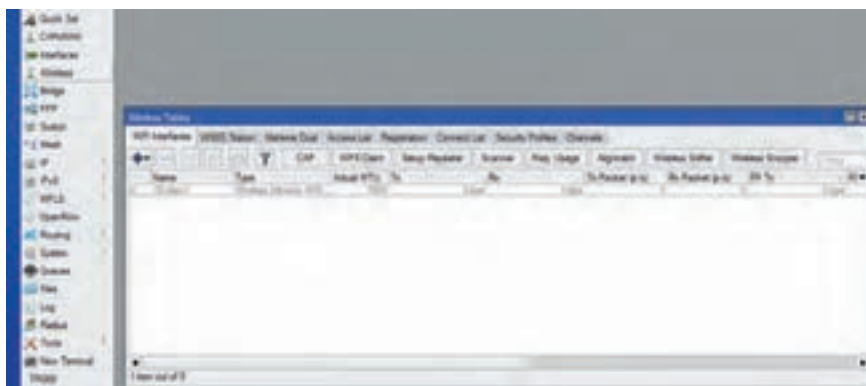 Quick Set
CAPsMAN
Interfaces
Wireless
Bridge
PPP
Switch
Mesh
IP
IPv6
MPLS
OpenFlow
Routing
System
Queues
Files
Log
Radius
Tools
New Terminal
Wireless Tables
WiFi Interfaces W60G Station Nstreme Dual Access List Registration Connect List Security Profiles Channels
CAP WPS Client Setup Repeater Scanner Freq. Usage Alignment Wireless Sniffer Wireless Snooper
Name Type Actual MTU Tx Rx Tx Packet (p/s) Rx Packet (p/s) FP Tx
1 item out of